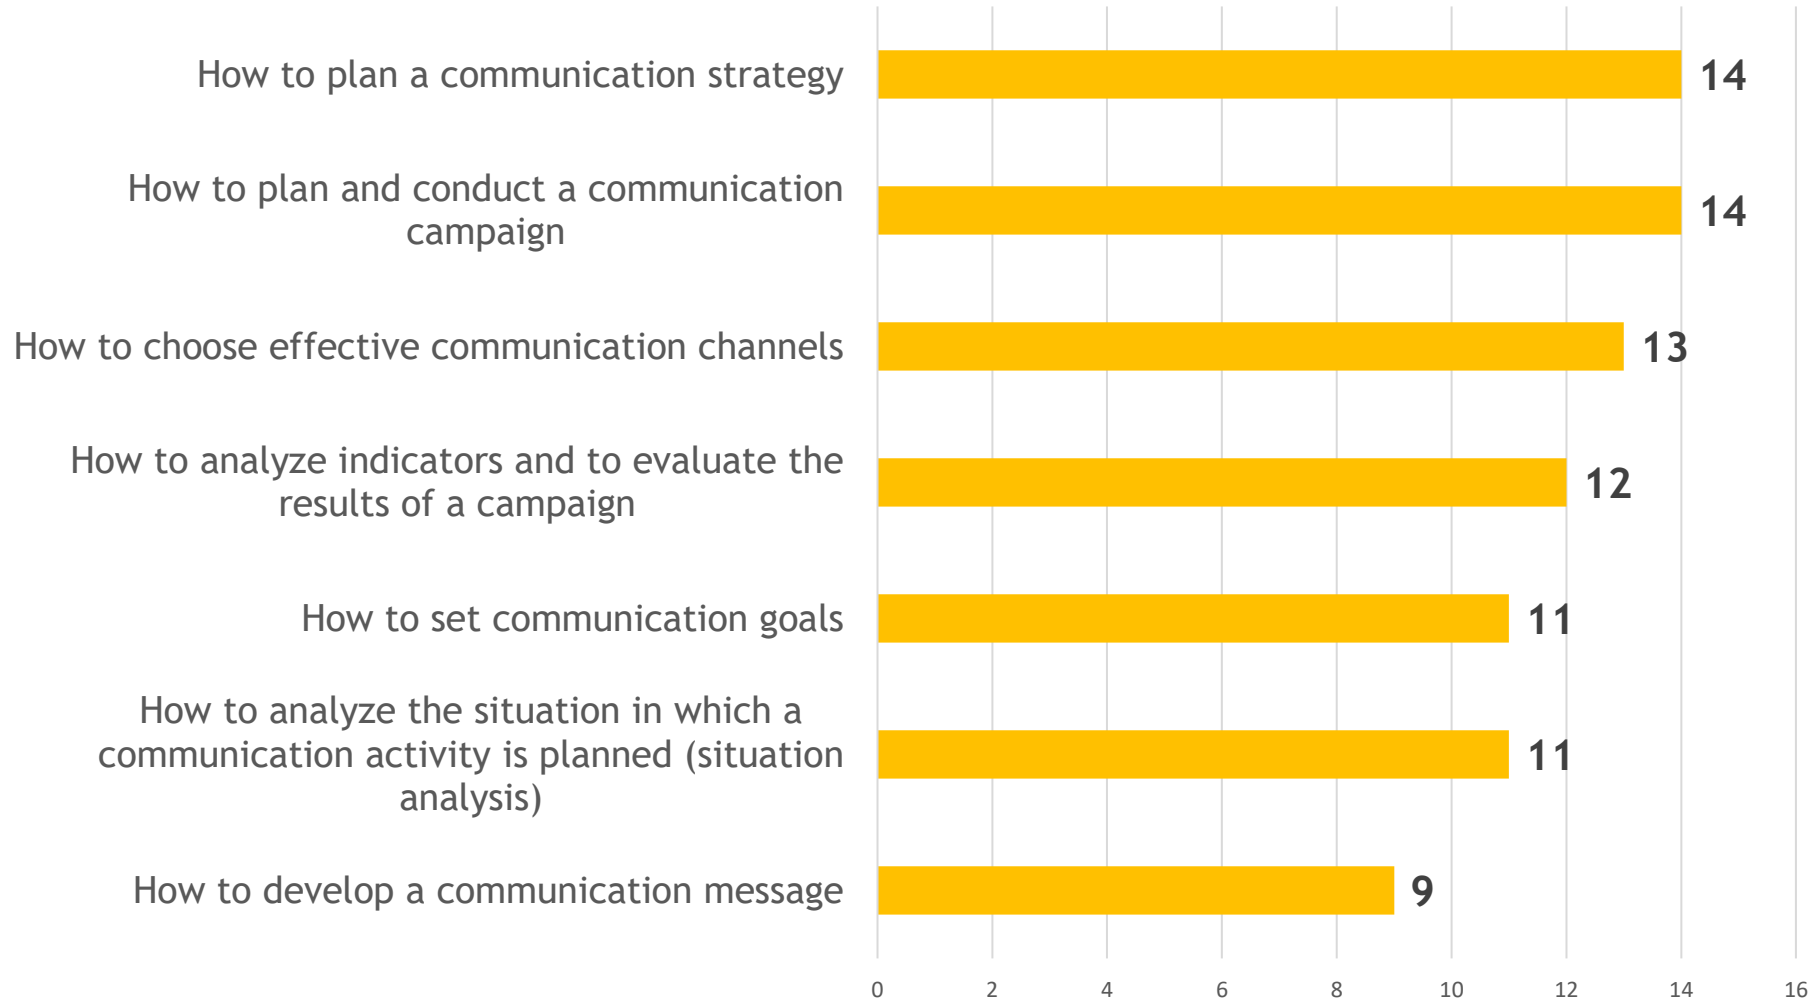 How to plan a communication strategy
14
How to plan and conduct a communication
campaign
14
How to choose effective communication channels
13
How to analyze indicators and to evaluate the
results of a campaign
12
How to set communication goals
11
How to analyze the situation in which a
communication activity is planned (situation
analysis)
11
How to develop a communication message
9
0 2 4 6 8 10 12 14 16